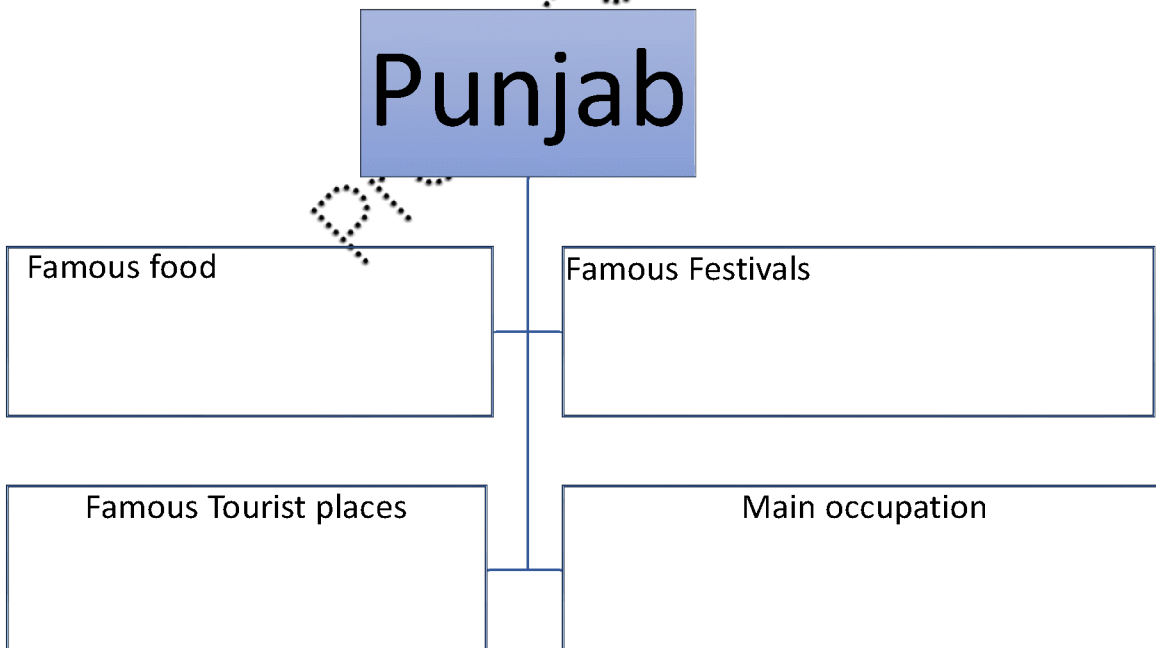 Punjab
Famous food
Famous Festivals
Famous Tourist places
Main occupation